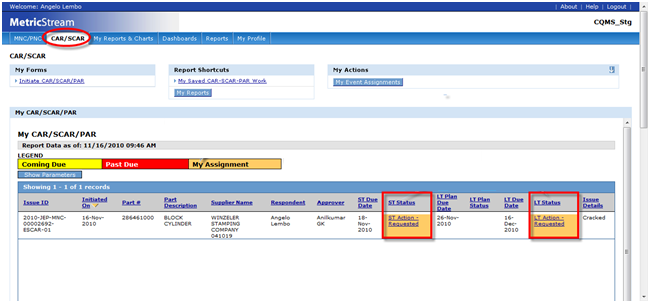 Welcome: Angelo Lembo
About | Help | Logout |
MetricStream
CQMS_Stg
MNC/PNC CAR/SCAR My Reports & Charts Dashboards Reports My Profile
CAR/SCAR
My Forms
Initiate CAR/SCAR/PAR
Report Shortcuts
My Saved CAR-SCAR-PAR Work
My Reports
My Actions
My Event Assignments
My CAR/SCAR/PAR
My CAR/SCAR/PAR
Report Data as of: 11/16/2010 09:46 AM
LEGEND
Coming Due Past Due My Assignment
Show Parameters
Showing 1 - 1 of 1 records
Issue ID Initiated On Part # Part Description Supplier Name Respondent Approver ST Due Date ST Status LT Plan Due Date LT Plan Status LT Due Date LT Status Issue Details
2010-JEP-MNC-00002692-ESCAR-01 16-Nov-2010 286461000 BLOCK CYLINDER WINZELER STAMPING COMPANY 041019 Angelo Lembo Anilkumar GK 18-Nov-2010 ST Action - Requested 26-Nov-2010 16-Dec-2010 LT Action - Requested Cracked